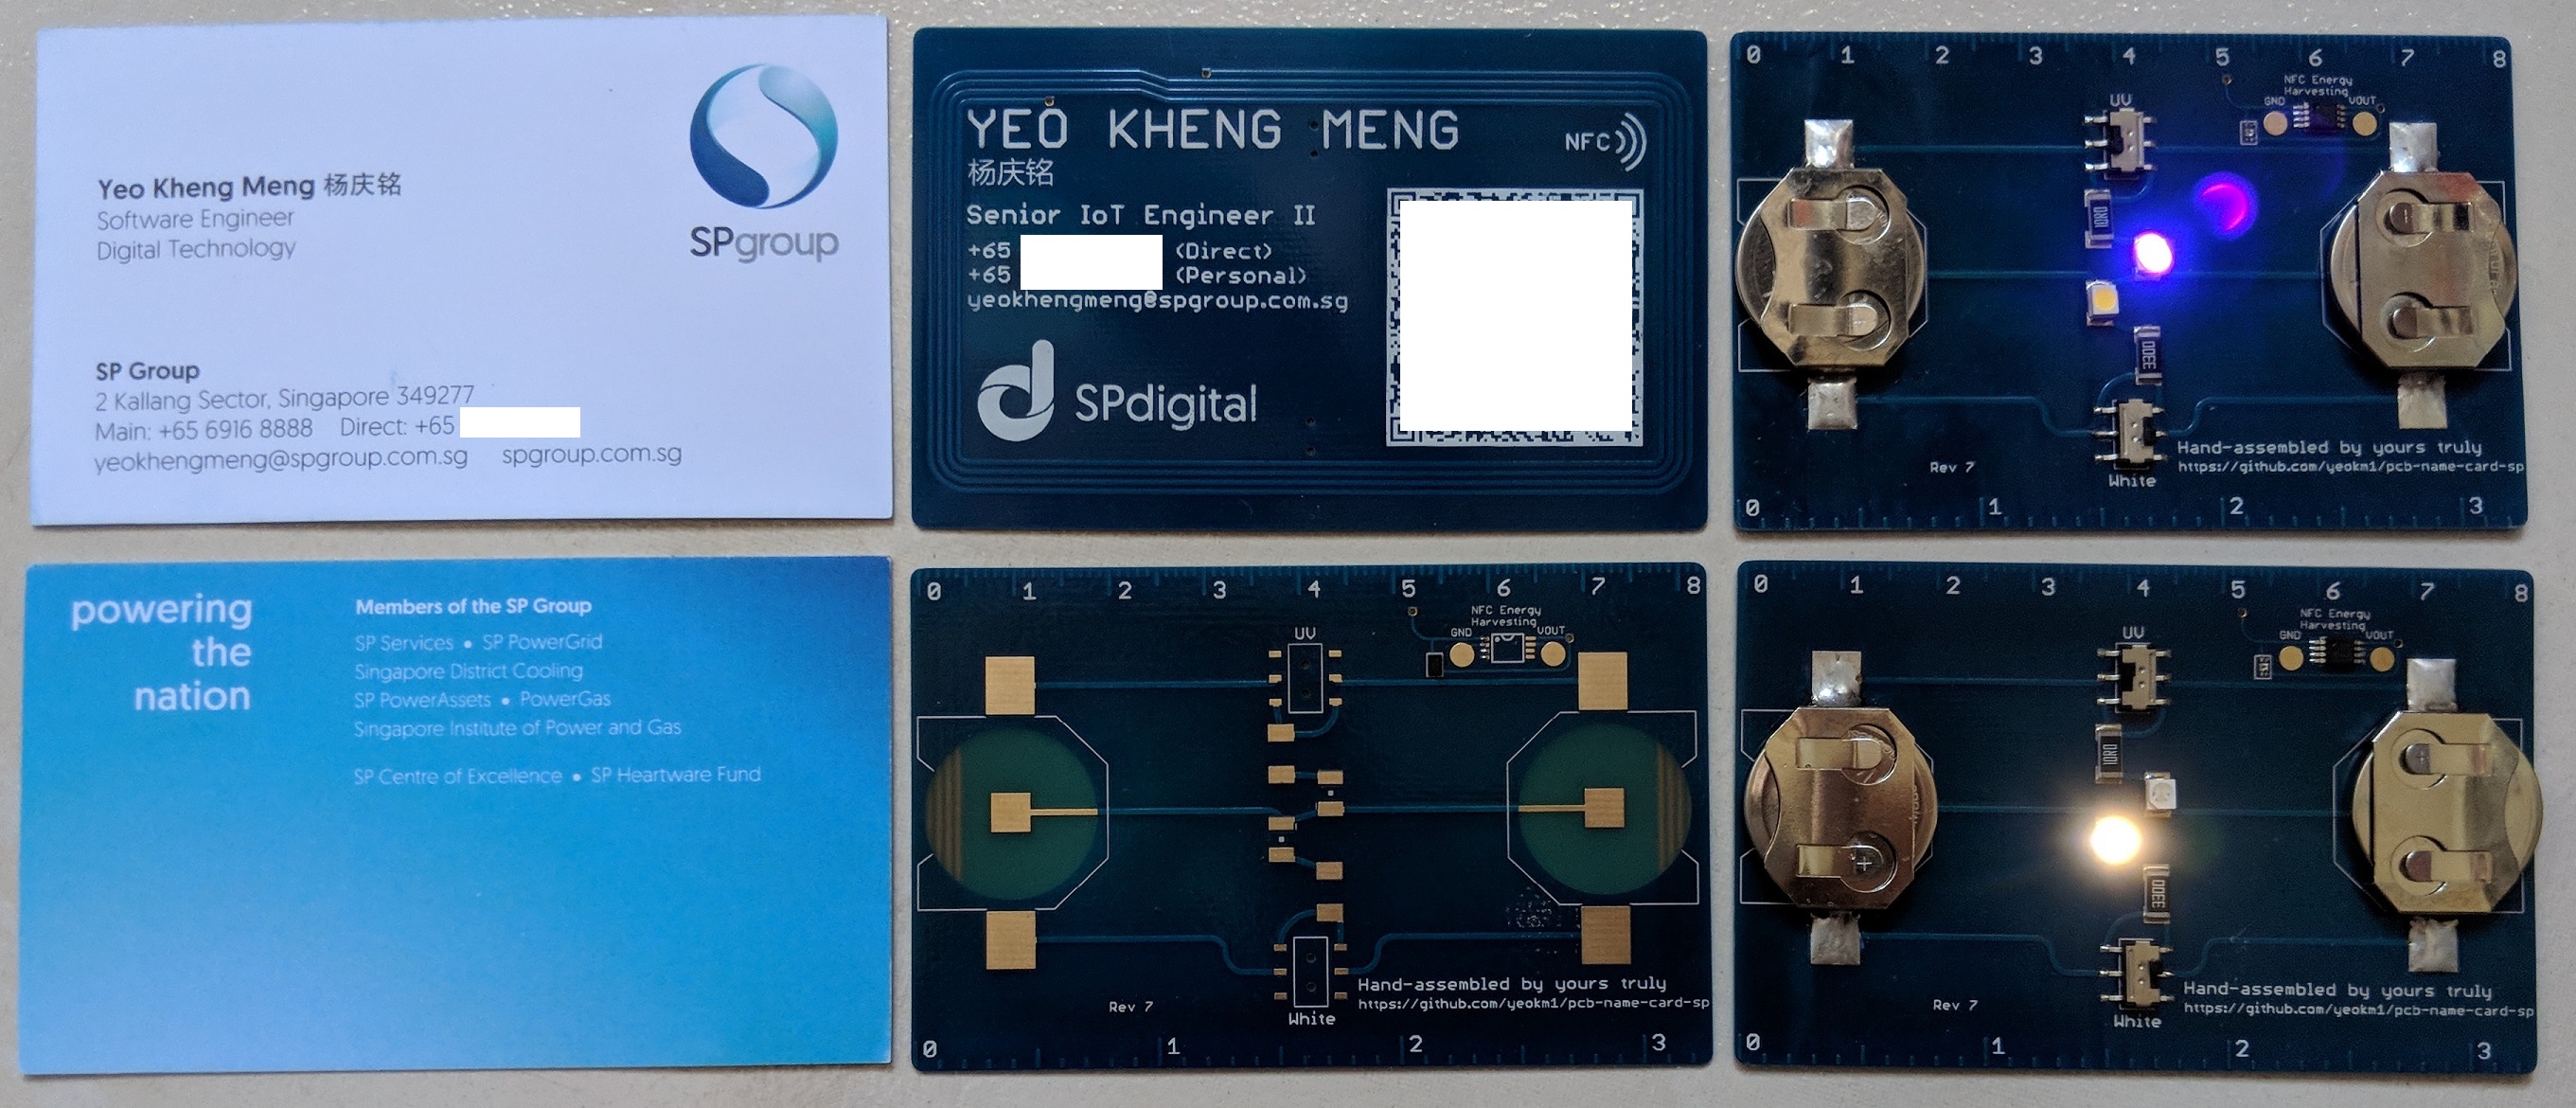 Yeo Kheng Meng 杨庆铭
Software Engineer
Digital Technology
SPgroup
SP Group
2 Kallang Sector, Singapore 349277
Main: +65 6916 8888 Direct: +65
yeokhengmeng@spgroup.com.sg spgroup.com.sg
YEO KHENG MENG
NFC
杨庆铭
Senior IoT Engineer II
+65 (Direct)
+65 (Personal)
yeokhengmeng@spgroup.com.sg
SPdigital
0 1 2 3 4 5 6 7 8
NFC Energy
Harvesting
UV
GND VOUT
10R0
Hand-assembled by yours truly
Rev 7
https://github.com/yeokm1/pcb-name-card-sp
White
0 1 2 3
powering
the
nation
Members of the SP Group
SP Services • SP PowerGrid
Singapore District Cooling
SP PowerAssets • PowerGas
Singapore Institute of Power and Gas
SP Centre of Excellence • SP Heartware Fund
0 1 2 3 4 5 6 7 8
NFC Energy
Harvesting
UV
GND VOUT
Hand-assembled by yours truly
Rev 7
https://github.com/yeokm1/pcb-name-card-sp
White
0 1 2 3
0 1 2 3 4 5 6 7 8
NFC Energy
Harvesting
UV
GND VOUT
10R0
Hand-assembled by yours truly
Rev 7
https://github.com/yeokm1/pcb-name-card-sp
White
0 1 2 3